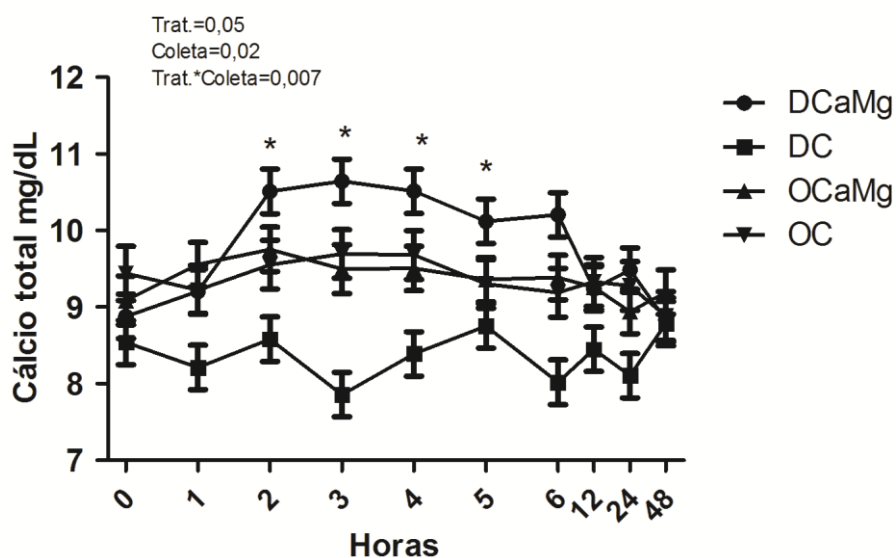 Trat.=0,05
Coleta=0,02
Trat.*Coleta=0,007
Cálcio total mg/dL
12
11
10
9
8
7
* * * *
0 1 2 3 4 5 6 12 24 48
Horas
DCaMg
DC
OCaMg
OC